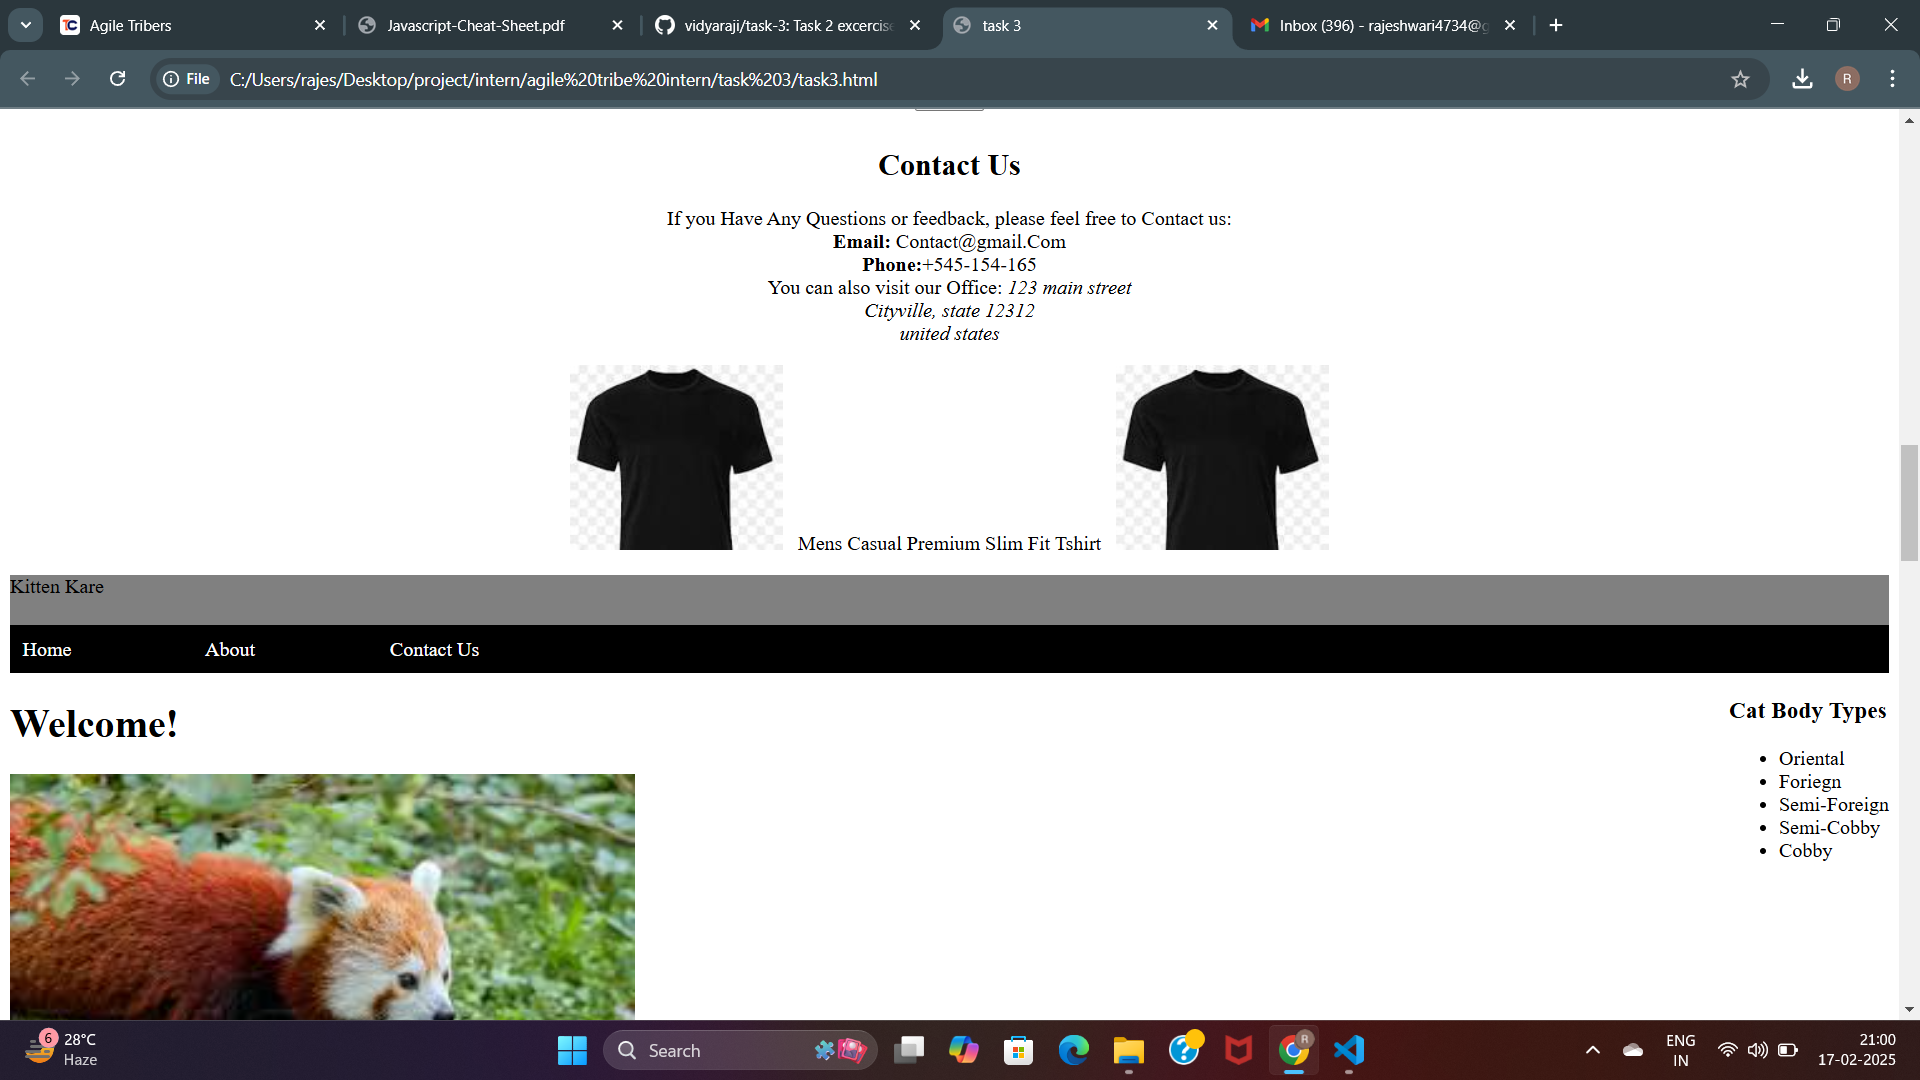 Agile Tribers
Javascript-Cheat-Sheet.pdf
vidyaraji/task-3: Task 2 excercise
task 3
Inbox (396) - rajeshwari4734@g
File
C:/Users/rajes/Desktop/project/intern/agile%20tribe%20intern/task%203/task3.html
R
Contact Us
If you Have Any Questions or feedback, please feel free to Contact us:
Email: Contact@gmail.Com
Phone:+545-154-165
You can also visit our Office: 123 main street
Cityville, state 12312
united states
Mens Casual Premium Slim Fit Tshirt
Kitten Kare
Home About Contact Us
Welcome!
Cat Body Types
Oriental
Foriegn
Semi-Foreign
Semi-Cobby
Cobby
6
28°C
Haze
Search
R
ENG
IN
21:00
17-02-2025